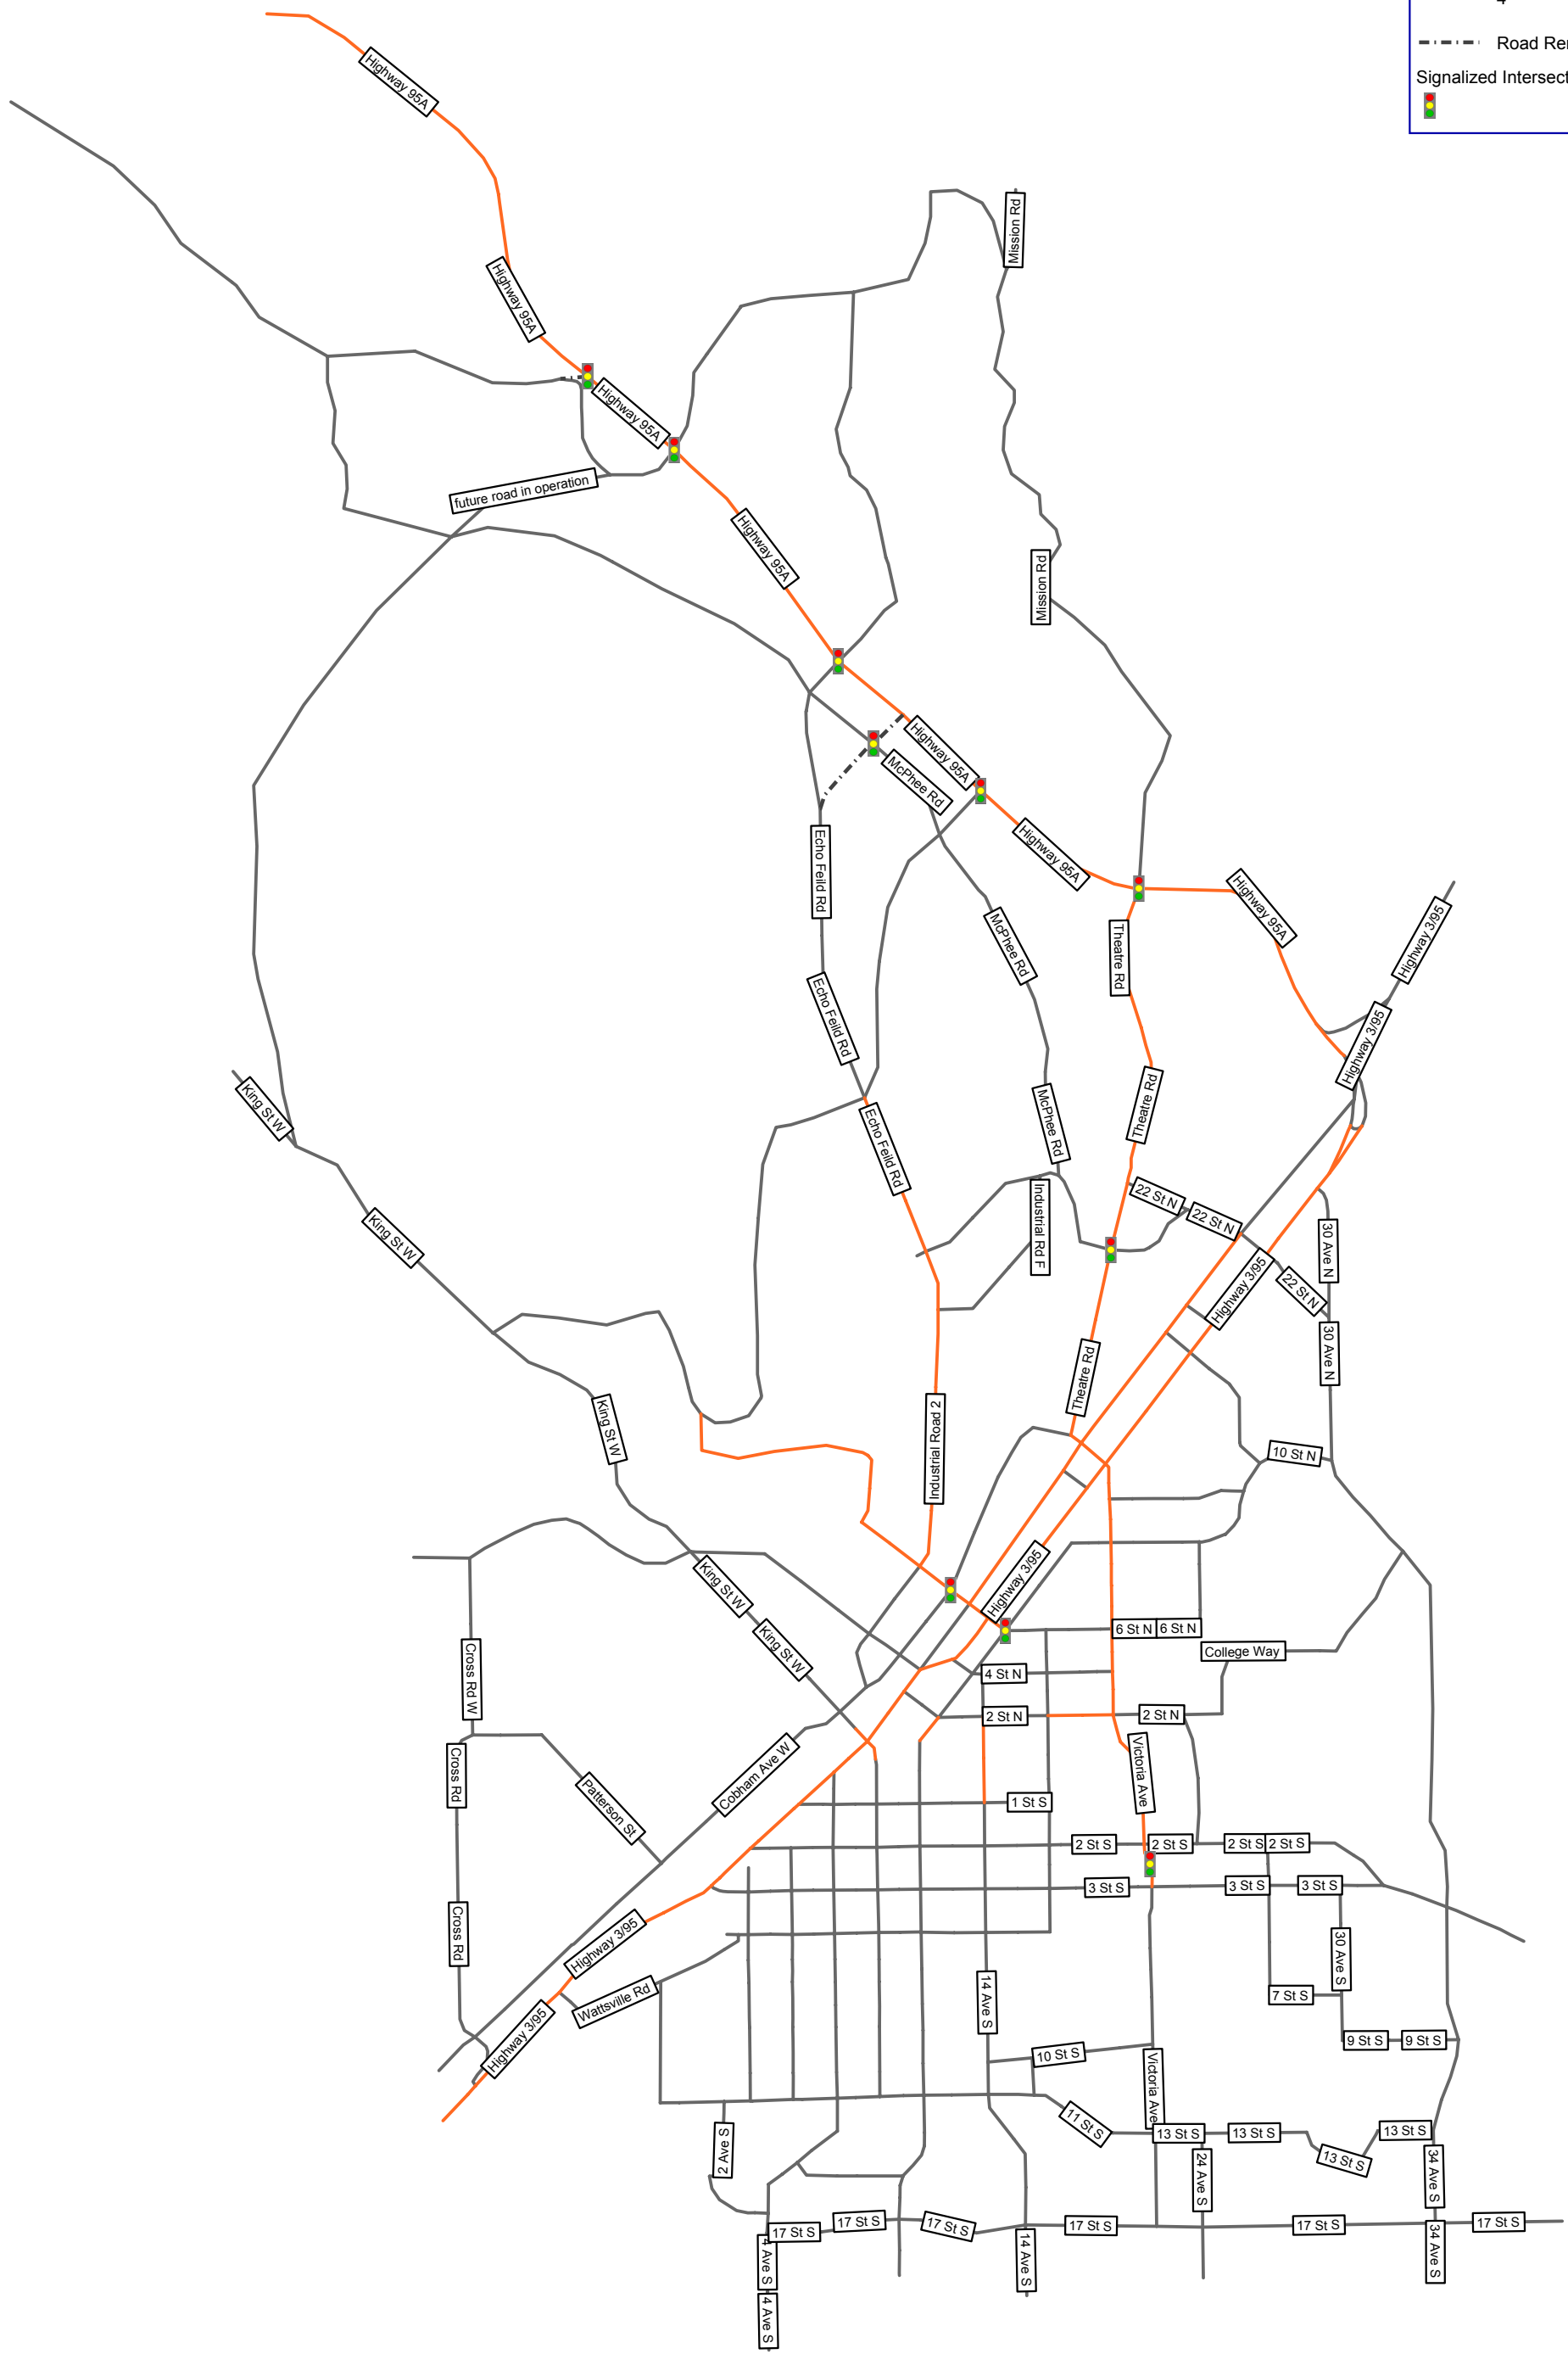 4
Road Rer
Signalized Intersect
Highway 95A
Mission Rd
Highway 95A
Highway 95A
future road in operation
Highway 95A
Mission Rd
Highway 95A
McPhee Rd
Highway 95A
Echo Feild Rd
Highway 95A
McPhee Rd
Theatre Rd
Highway 3/95
Echo Feild Rd
Highway 3/95
King St W
Theatre Rd
McPhee Rd
Echo Feild Rd
22 St N
22 St N
Industrial Rd F
King St W
30 Ave N
Highway 3/95
22 St N
30 Ave N
Theatre Rd
King St W
Industrial Road 2
10 St N
King St W
Highway 3/95
King St W
6 St N
6 St N
College Way
Cross Rd W
4 St N
2 St N
2 St N
Cross Rd
Patterson St
Cobham Ave W
Victoria Ave
1 St S
2 St S
2 St S
2 St S
2 St S
3 St S
3 St S
3 St S
Cross Rd
Highway 3/95
30 Ave S
Wattsville Rd
14 Ave S
7 St S
Highway 3/95
9 St S
9 St S
10 St S
Victoria Ave
11 St S
13 St S
13 St S
13 St S
13 St S
2 Ave S
24 Ave S
34 Ave S
17 St S
17 St S
17 St S
17 St S
17 St S
17 St S
4 Ave S
14 Ave S
34 Ave S
4 Ave S